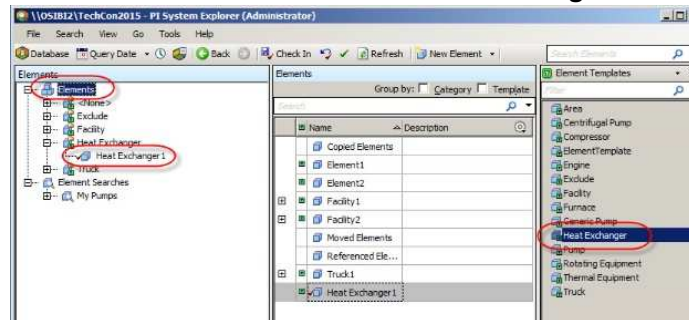 \\OSIBI2\TechCon2015 - PI System Explorer (Administrator)
File Search View Go Tools Help
Database Query Date Back Check In Refresh New Element Search Elements
Elements
Elements
<None>
Exclude
Facility
Heat Exchanger
Heat Exchanger1
Truck
Element Searches
My Pumps
Elements
Group by: Category Template
Search
Name Description
Copied Elements
Element1
Element2
Facility1
Facility2
Moved Elements
Referenced Ele...
Truck1
Heat Exchanger1
Element Templates
Filter
Area
Centrifugal Pump
Compressor
ElementTemplate
Engine
Exclude
Facility
Furnace
Generic Pump
Heat Exchanger
Pump
Rotating Equipment
Thermal Equipment
Truck